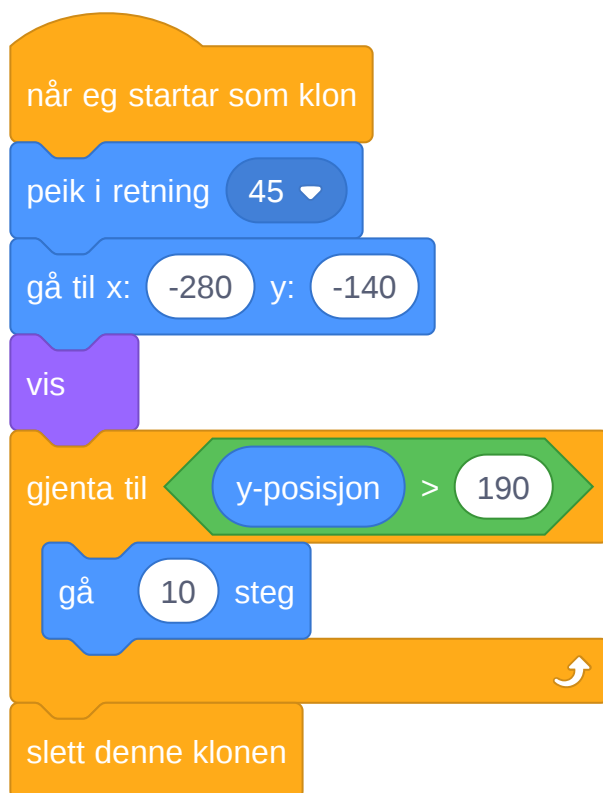 når eg startar som klon
peik i retning 45
gå til x: -280 y: -140
vis
gjenta til y-posisjon > 190
gå 10 steg
slett denne klonen